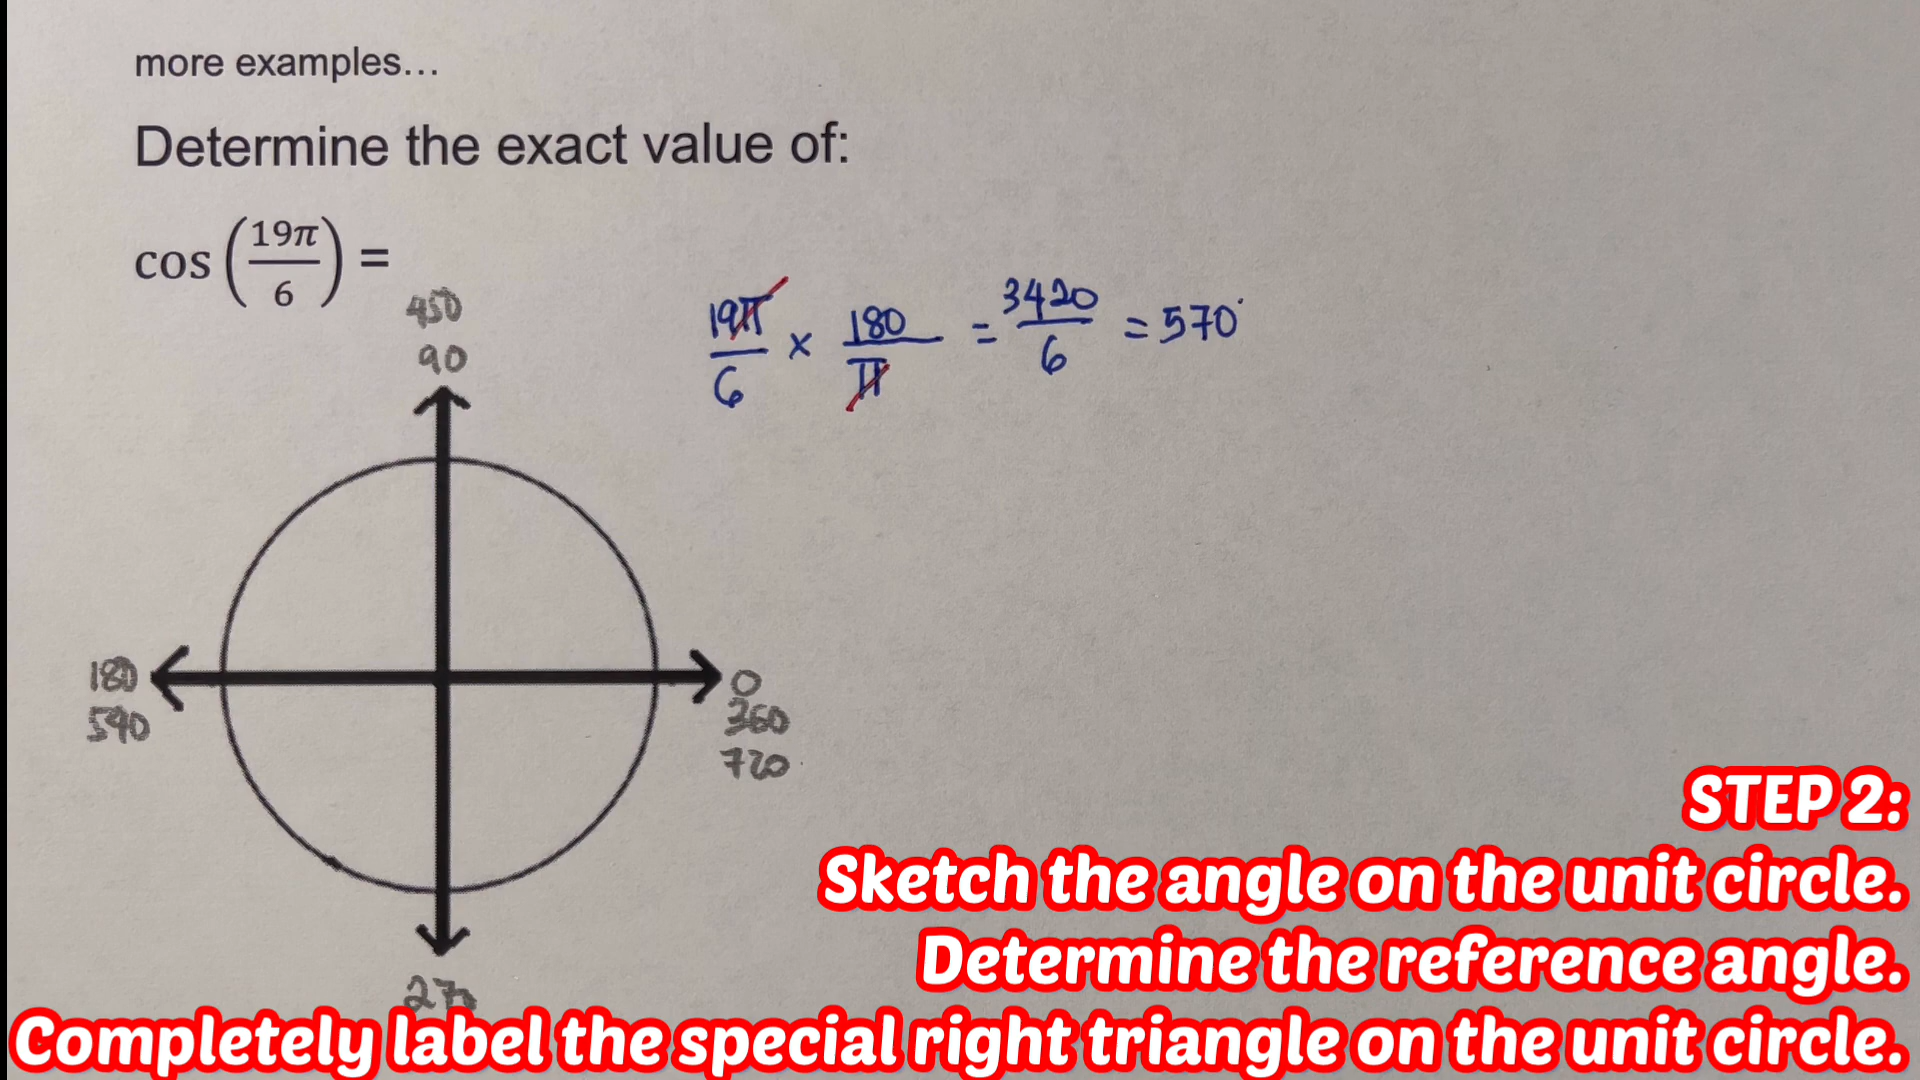 more examples…
Determine the exact value of:
cos (19π/6) =
19π/6 × 180/π = 3420/6 = 570°
450
90
180
540
0
360
720
270
STEP 2:
Sketch the angle on the unit circle.
Determine the reference angle.
Completely label the special right triangle on the unit circle.